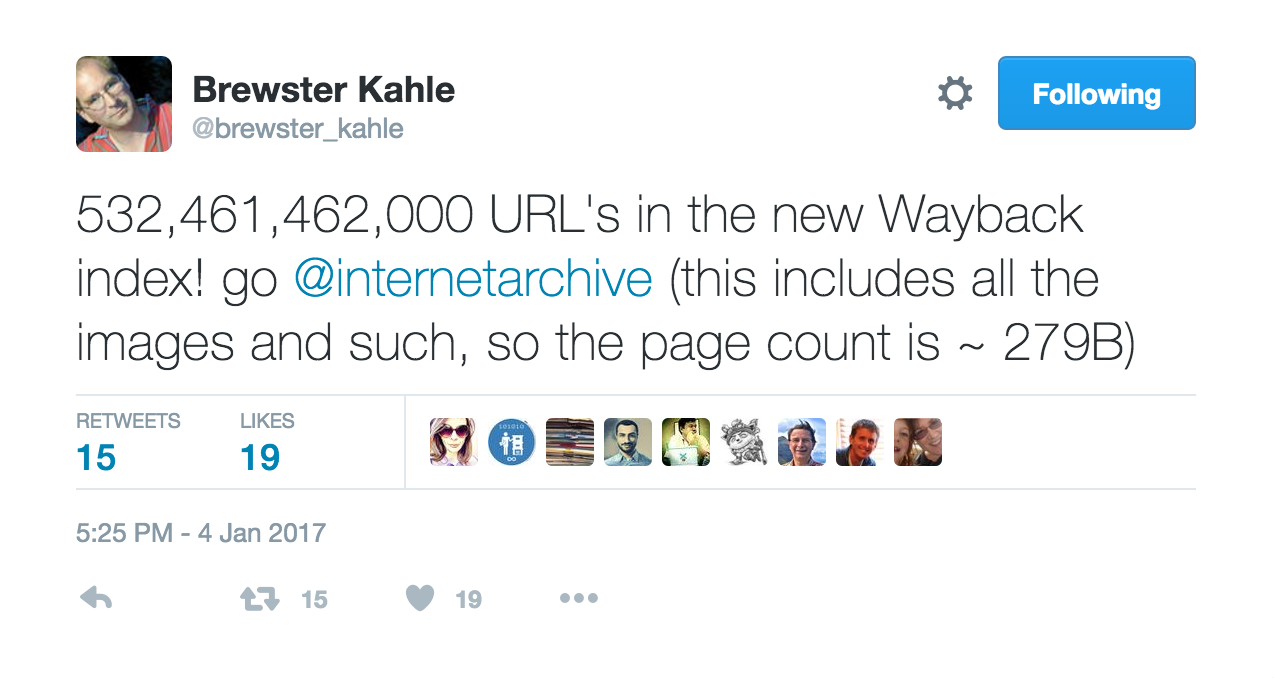 Brewster Kahle
@brewster_kahle
Following
532,461,462,000 URL's in the new Wayback
index! go @internetarchive (this includes all the
images and such, so the page count is ~ 279B)
RETWEETS LIKES
15 19
101010
5:25 PM - 4 Jan 2017
15 19